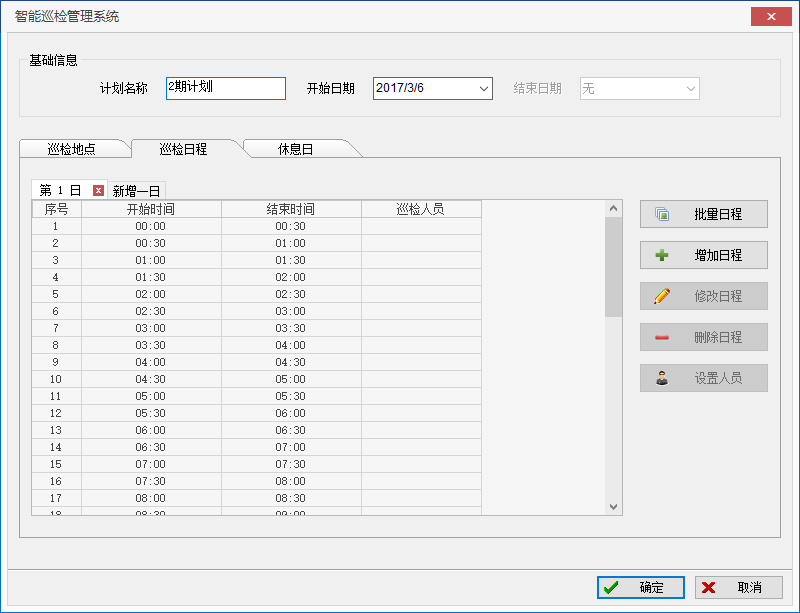 智能巡检管理系统
基础信息
计划名称 2期计划 开始日期 2017/3/6 结束日期 无
巡检地点 巡检日程 休息日
第 1 日 新增一日
序号 开始时间 结束时间 巡检人员
1 00:00 00:30
2 00:30 01:00
3 01:00 01:30
4 01:30 02:00
5 02:00 02:30
6 02:30 03:00
7 03:00 03:30
8 03:30 04:00
9 04:00 04:30
10 04:30 05:00
11 05:00 05:30
12 05:30 06:00
13 06:00 06:30
14 06:30 07:00
15 07:00 07:30
16 07:30 08:00
17 08:00 08:30
18 08:30 09:00
批量日程
增加日程
修改日程
删除日程
设置人员
确定 取消